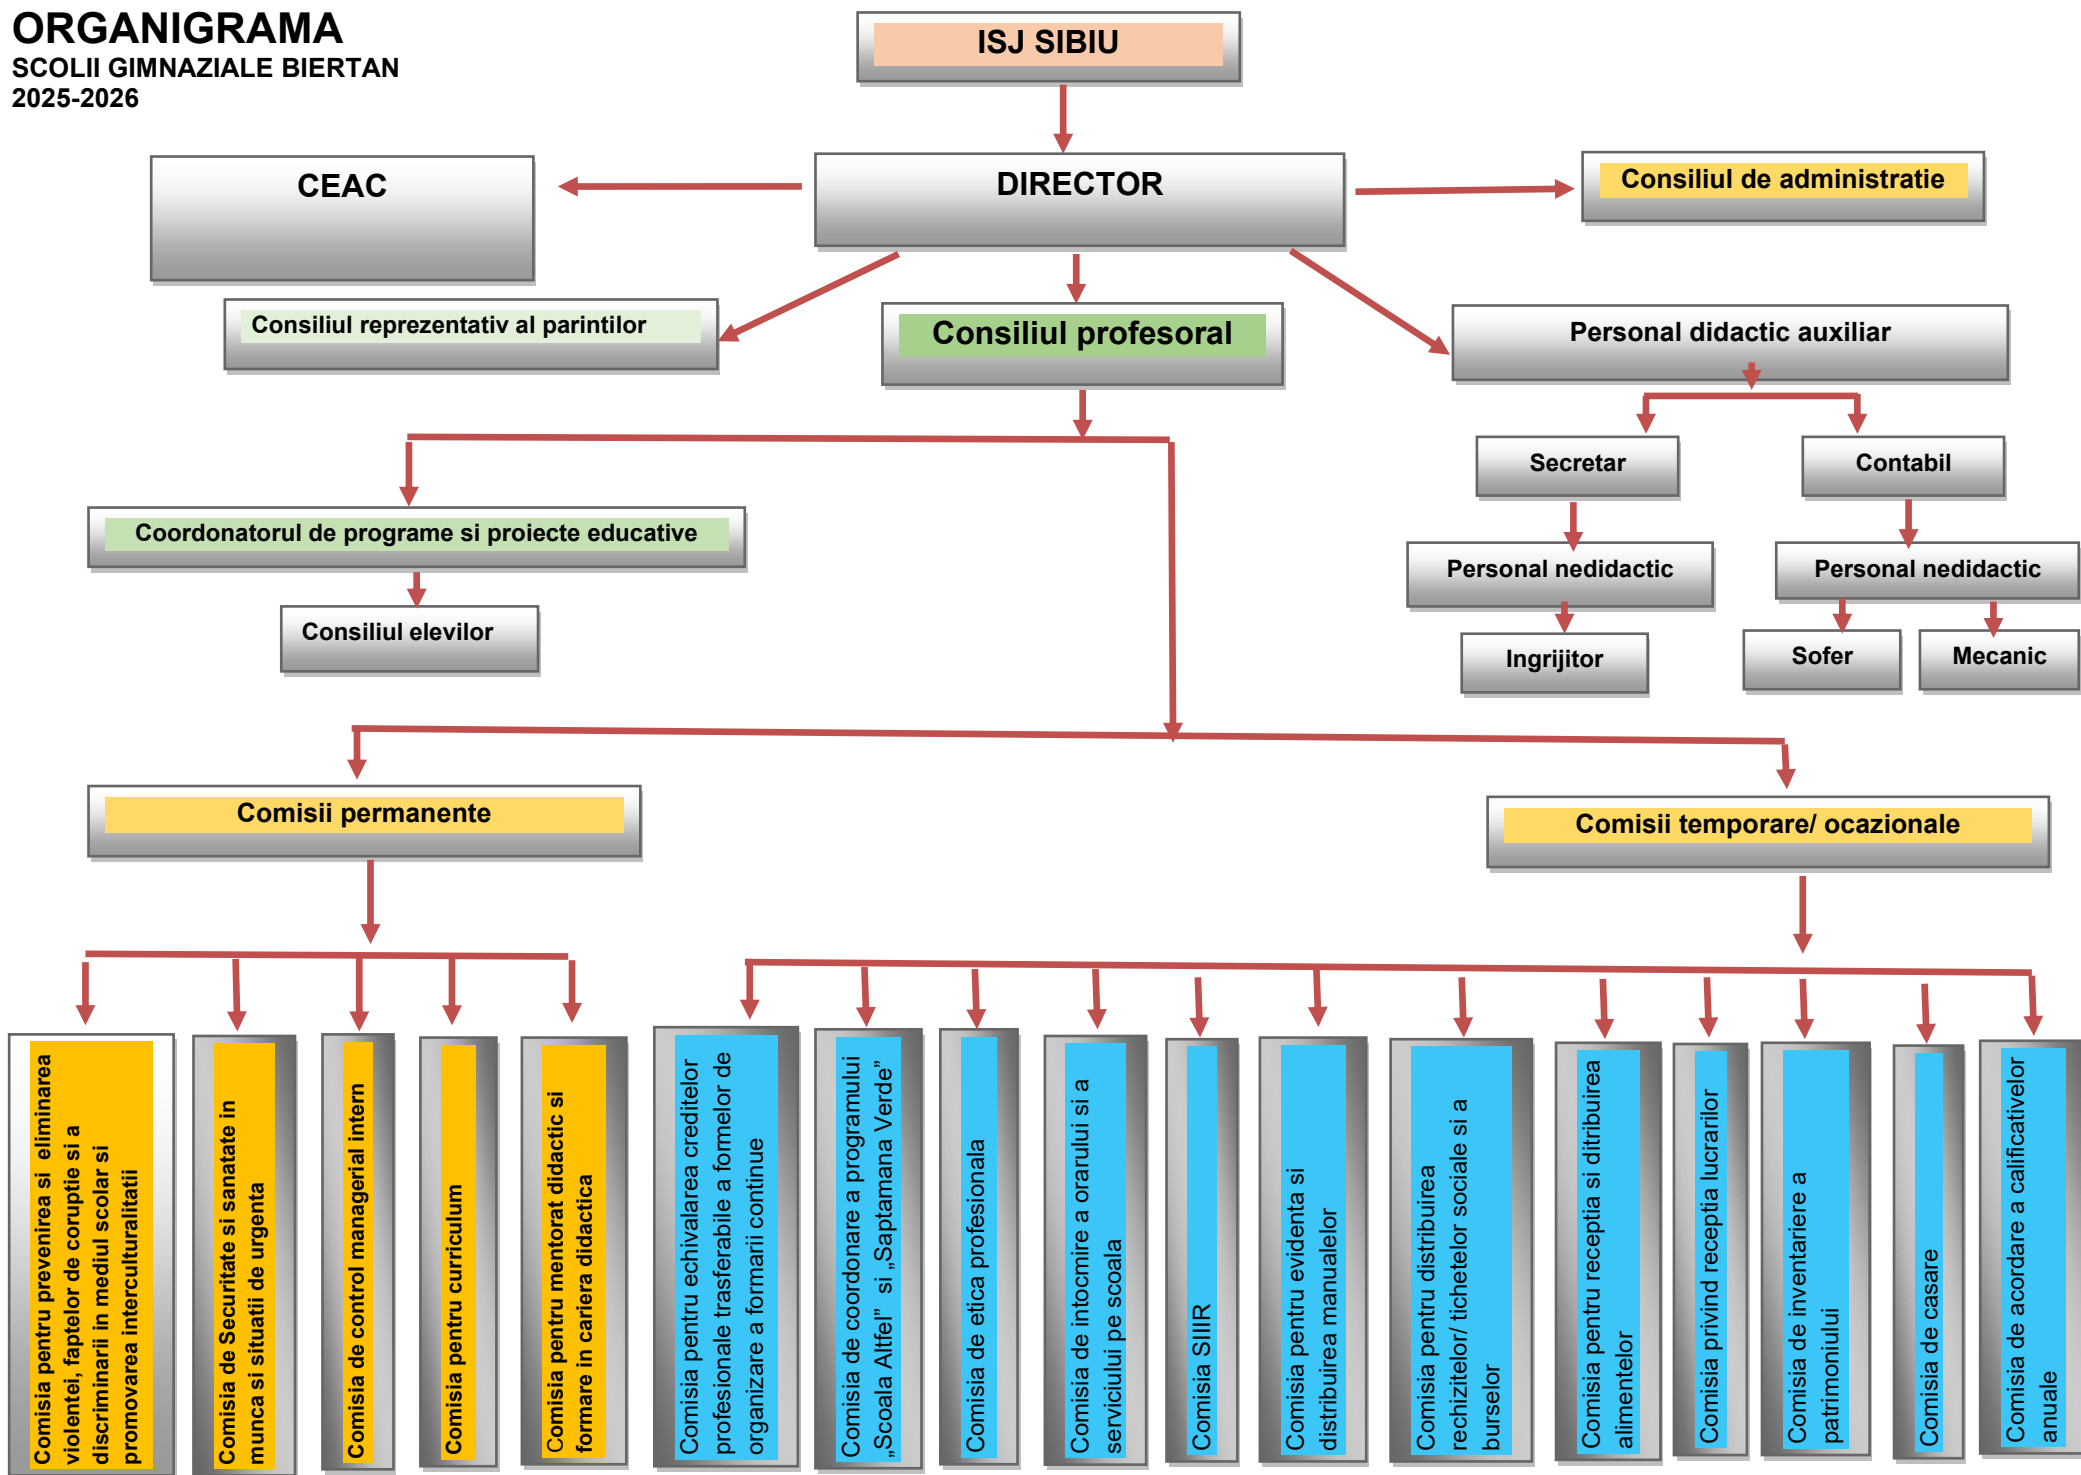 ORGANIGRAMA
SCOLII GIMNAZIALE BIERTAN
2025-2026
ISJ SIBIU
CEAC
DIRECTOR
Consiliul de administratie
Consiliul reprezentativ al parintilor
Consiliul profesoral
Personal didactic auxiliar
Secretar
Contabil
Coordonatorul de programe si proiecte educative
Personal nedidactic
Personal nedidactic
Consiliul elevilor
Ingrijitor
Sofer
Mecanic
Comisii permanente
Comisii temporare/ ocazionale
Comisia pentru prevenirea si eliminarea
violentei, faptelor de coruptie si a
discriminarii in mediul scolar si
promovarea interculturalitatii
Comisia de Securitate si sanatate in
munca si situatii de urgenta
Comisia de control managerial intern
Comisia pentru curriculum
Comisia pentru mentorat didactic si
formare in cariera didactica
Comisia pentru echivalarea creditelor
profesionale trasferabile a formelor de
organizare a formarii continue
Comisia de coordonare a programului
„Scoala Altfel” si „Saptamana Verde”
Comisia de etica profesionala
Comisia de intocmire a orarului si a
serviciului pe scoala
Comisia SIIIR
Comisia pentru evidenta si
distribuirea manualelor
Comisia pentru distribuirea
rechizitelor/ tichetelor sociale si a
burselor
Comisia pentru receptia si ditribuirea
alimentelor
Comisia privind receptia lucrarilor
Comisia de inventariere a
patrimoniului
Comisia de casare
Comisia de acordare a calificativelor
anuale